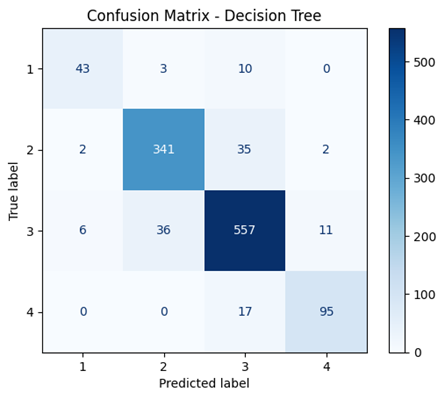 Confusion Matrix - Decision Tree
1 43 3 10 0
2 2 341 35 2
3 6 36 557 11
4 0 0 17 95
1 2 3 4
Predicted label
True label
500
400
300
200
100
0